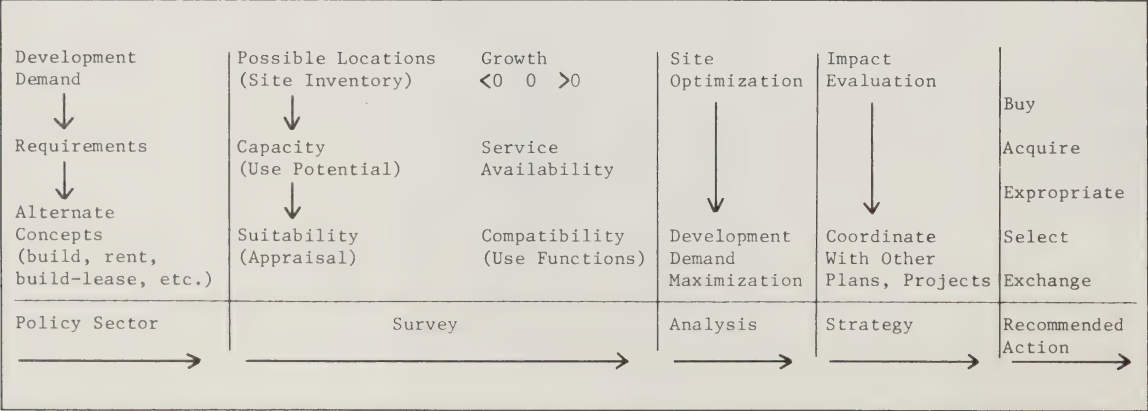 Development
Demand
Requirements
Alternate
Concepts
(build, rent,
build-lease, etc.)
Policy Sector
Possible Locations
(Site Inventory)
Capacity
(Use Potential)
Suitability
(Appraisal)
Growth
<0 0 >0
Service
Availability
Compatibility
(Use Functions)
Survey
Site
Optimization
Development
Demand
Maximization
Analysis
Impact
Evaluation
Coordinate
With Other
Plans, Projects
Strategy
Buy
Acquire
Expropriate
Select
Exchange
Recommended
Action